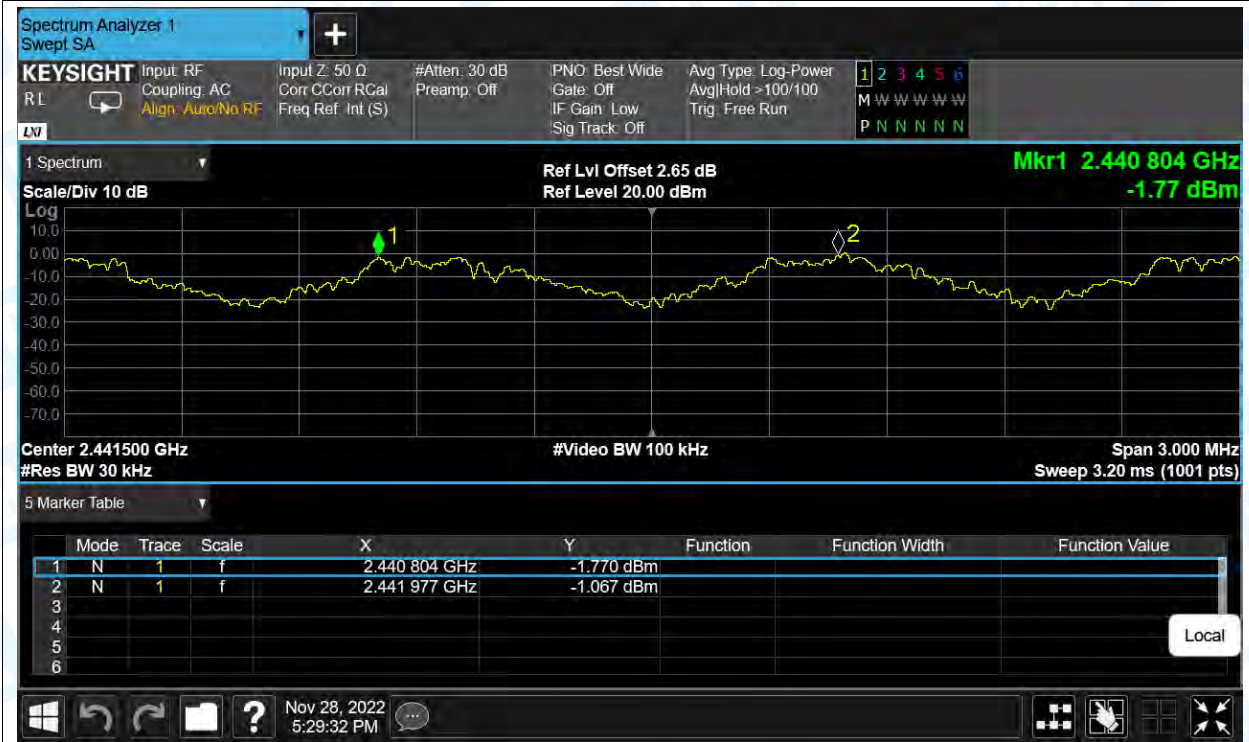 Spectrum Analyzer 1
Swept SA
+
KEYSIGHT
RL
LXI
Input: RF
Coupling: AC
Align: Auto/No RF
Input Z: 50 Ω
Corr CCorr RCal
Freq Ref: Int (S)
#Atten: 30 dB
Preamp: Off
PNO: Best Wide
Gate: Off
IF Gain: Low
Sig Track: Off
Avg Type: Log-Power
Avg|Hold >100/100
Trig: Free Run
1 2 3 4 5 6
M W W W W W
P N N N N N
1 Spectrum
Scale/Div 10 dB
Ref Lvl Offset 2.65 dB
Ref Level 20.00 dBm
Mkr1 2.440 804 GHz
-1.77 dBm
Log
10.0
0.00
-10.0
-20.0
-30.0
-40.0
-50.0
-60.0
-70.0
1
2
Center 2.441500 GHz
#Res BW 30 kHz
#Video BW 100 kHz
Span 3.000 MHz
Sweep 3.20 ms (1001 pts)
5 Marker Table
Mode Trace Scale X Y Function Function Width Function Value
1 N 1 f 2.440 804 GHz -1.770 dBm
2 N 1 f 2.441 977 GHz -1.067 dBm
3
4
5
6
Local
?
Nov 28, 2022
5:29:32 PM